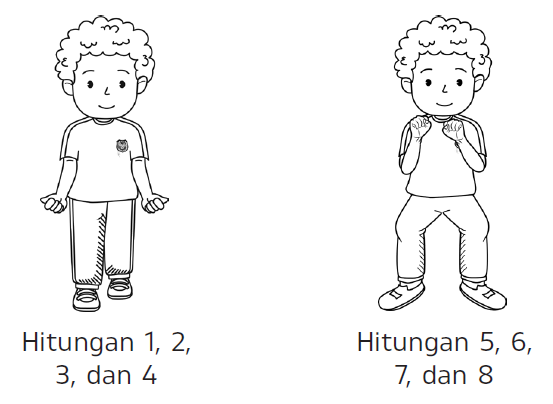 Hitungan 1, 2,
3, dan 4
Hitungan 5, 6,
7, dan 8